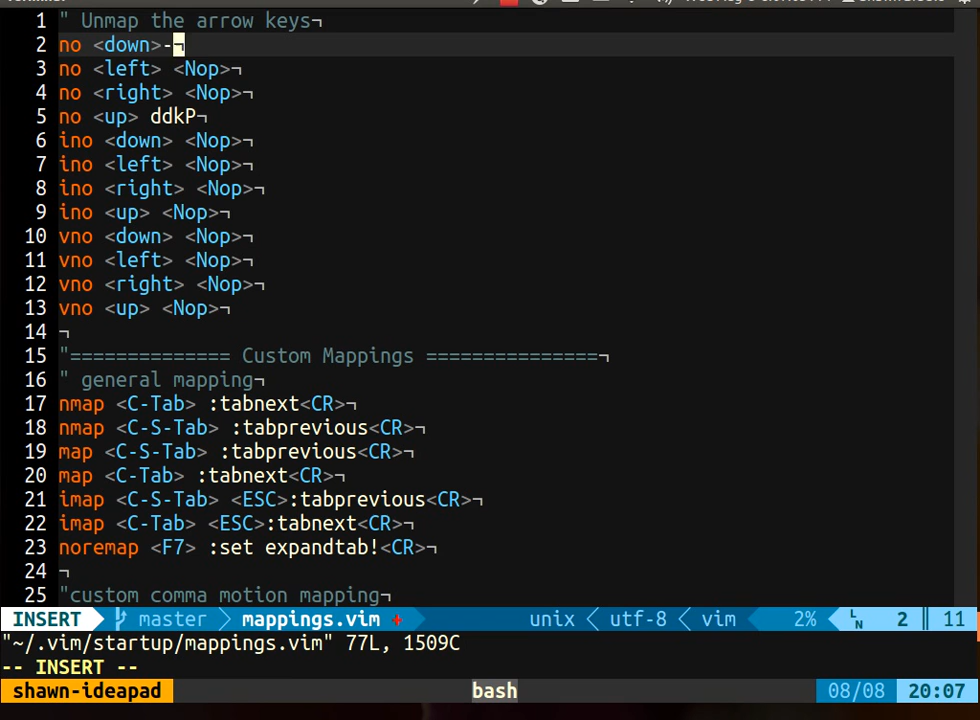 1 " Unmap the arrow keys¬
2 no <down>-¬
3 no <left> <Nop>¬
4 no <right> <Nop>¬
5 no <up> ddkP¬
6 ino <down> <Nop>¬
7 ino <left> <Nop>¬
8 ino <right> <Nop>¬
9 ino <up> <Nop>¬
10 vno <down> <Nop>¬
11 vno <left> <Nop>¬
12 vno <right> <Nop>¬
13 vno <up> <Nop>¬
14 ¬
15 "============== Custom Mappings ===============¬
16 " general mapping¬
17 nmap <C-Tab> :tabnext<CR>¬
18 nmap <C-S-Tab> :tabprevious<CR>¬
19 map <C-S-Tab> :tabprevious<CR>¬
20 map <C-Tab> :tabnext<CR>¬
21 imap <C-S-Tab> <ESC>:tabprevious<CR>¬
22 imap <C-Tab> <ESC>:tabnext<CR>¬
23 noremap <F7> :set expandtab!<CR>¬
24 ¬
25 "custom comma motion mapping¬
INSERT master mappings.vim + unix utf-8 vim 2% LN 2 11
"~/.vim/startup/mappings.vim" 77L, 1509C
-- INSERT --
shawn-ideapad bash 08/08 20:07